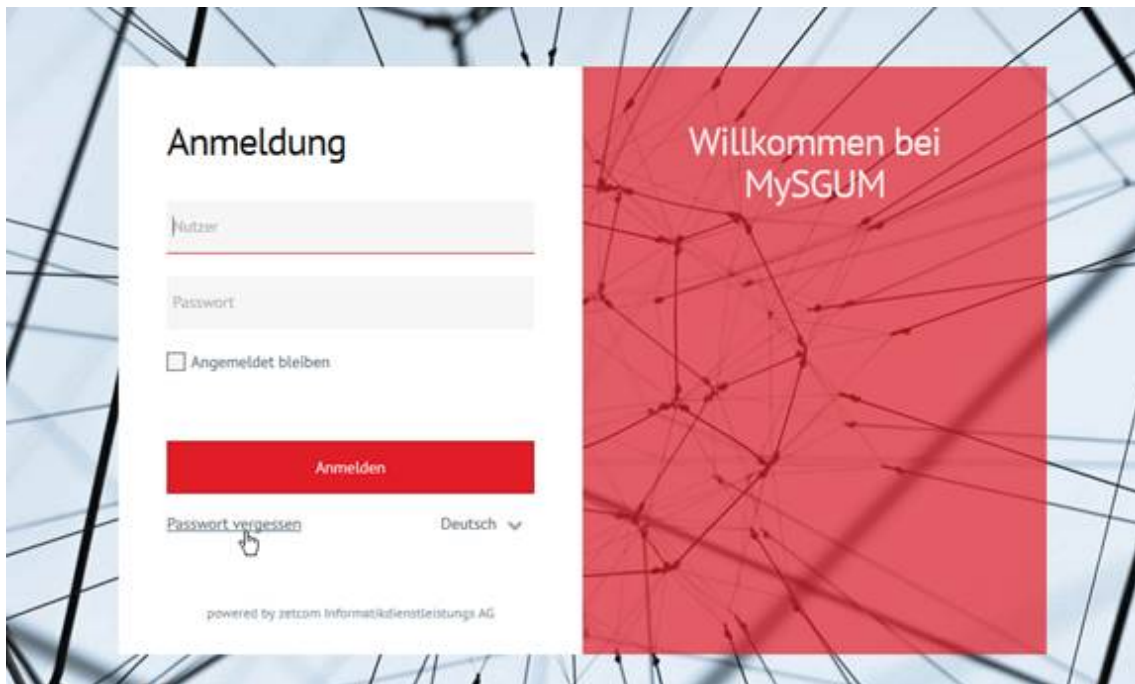 Anmeldung
Nutzer
Passwort
Angemeldet bleiben
Anmelden
Passwort vergessen
Deutsch
powered by zetcom Informatikdienstleistungs AG
Willkommen bei
MySGUM